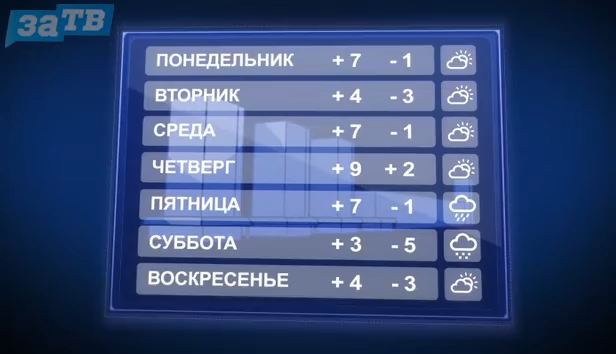 заТВ
ПОНЕДЕЛЬНИК +7 -1
ВТОРНИК +4 -3
СРЕДА +7 -1
ЧЕТВЕРГ +9 +2
ПЯТНИЦА +7 -1
СУББОТА +3 -5
ВОСКРЕСЕНЬЕ +4 -3